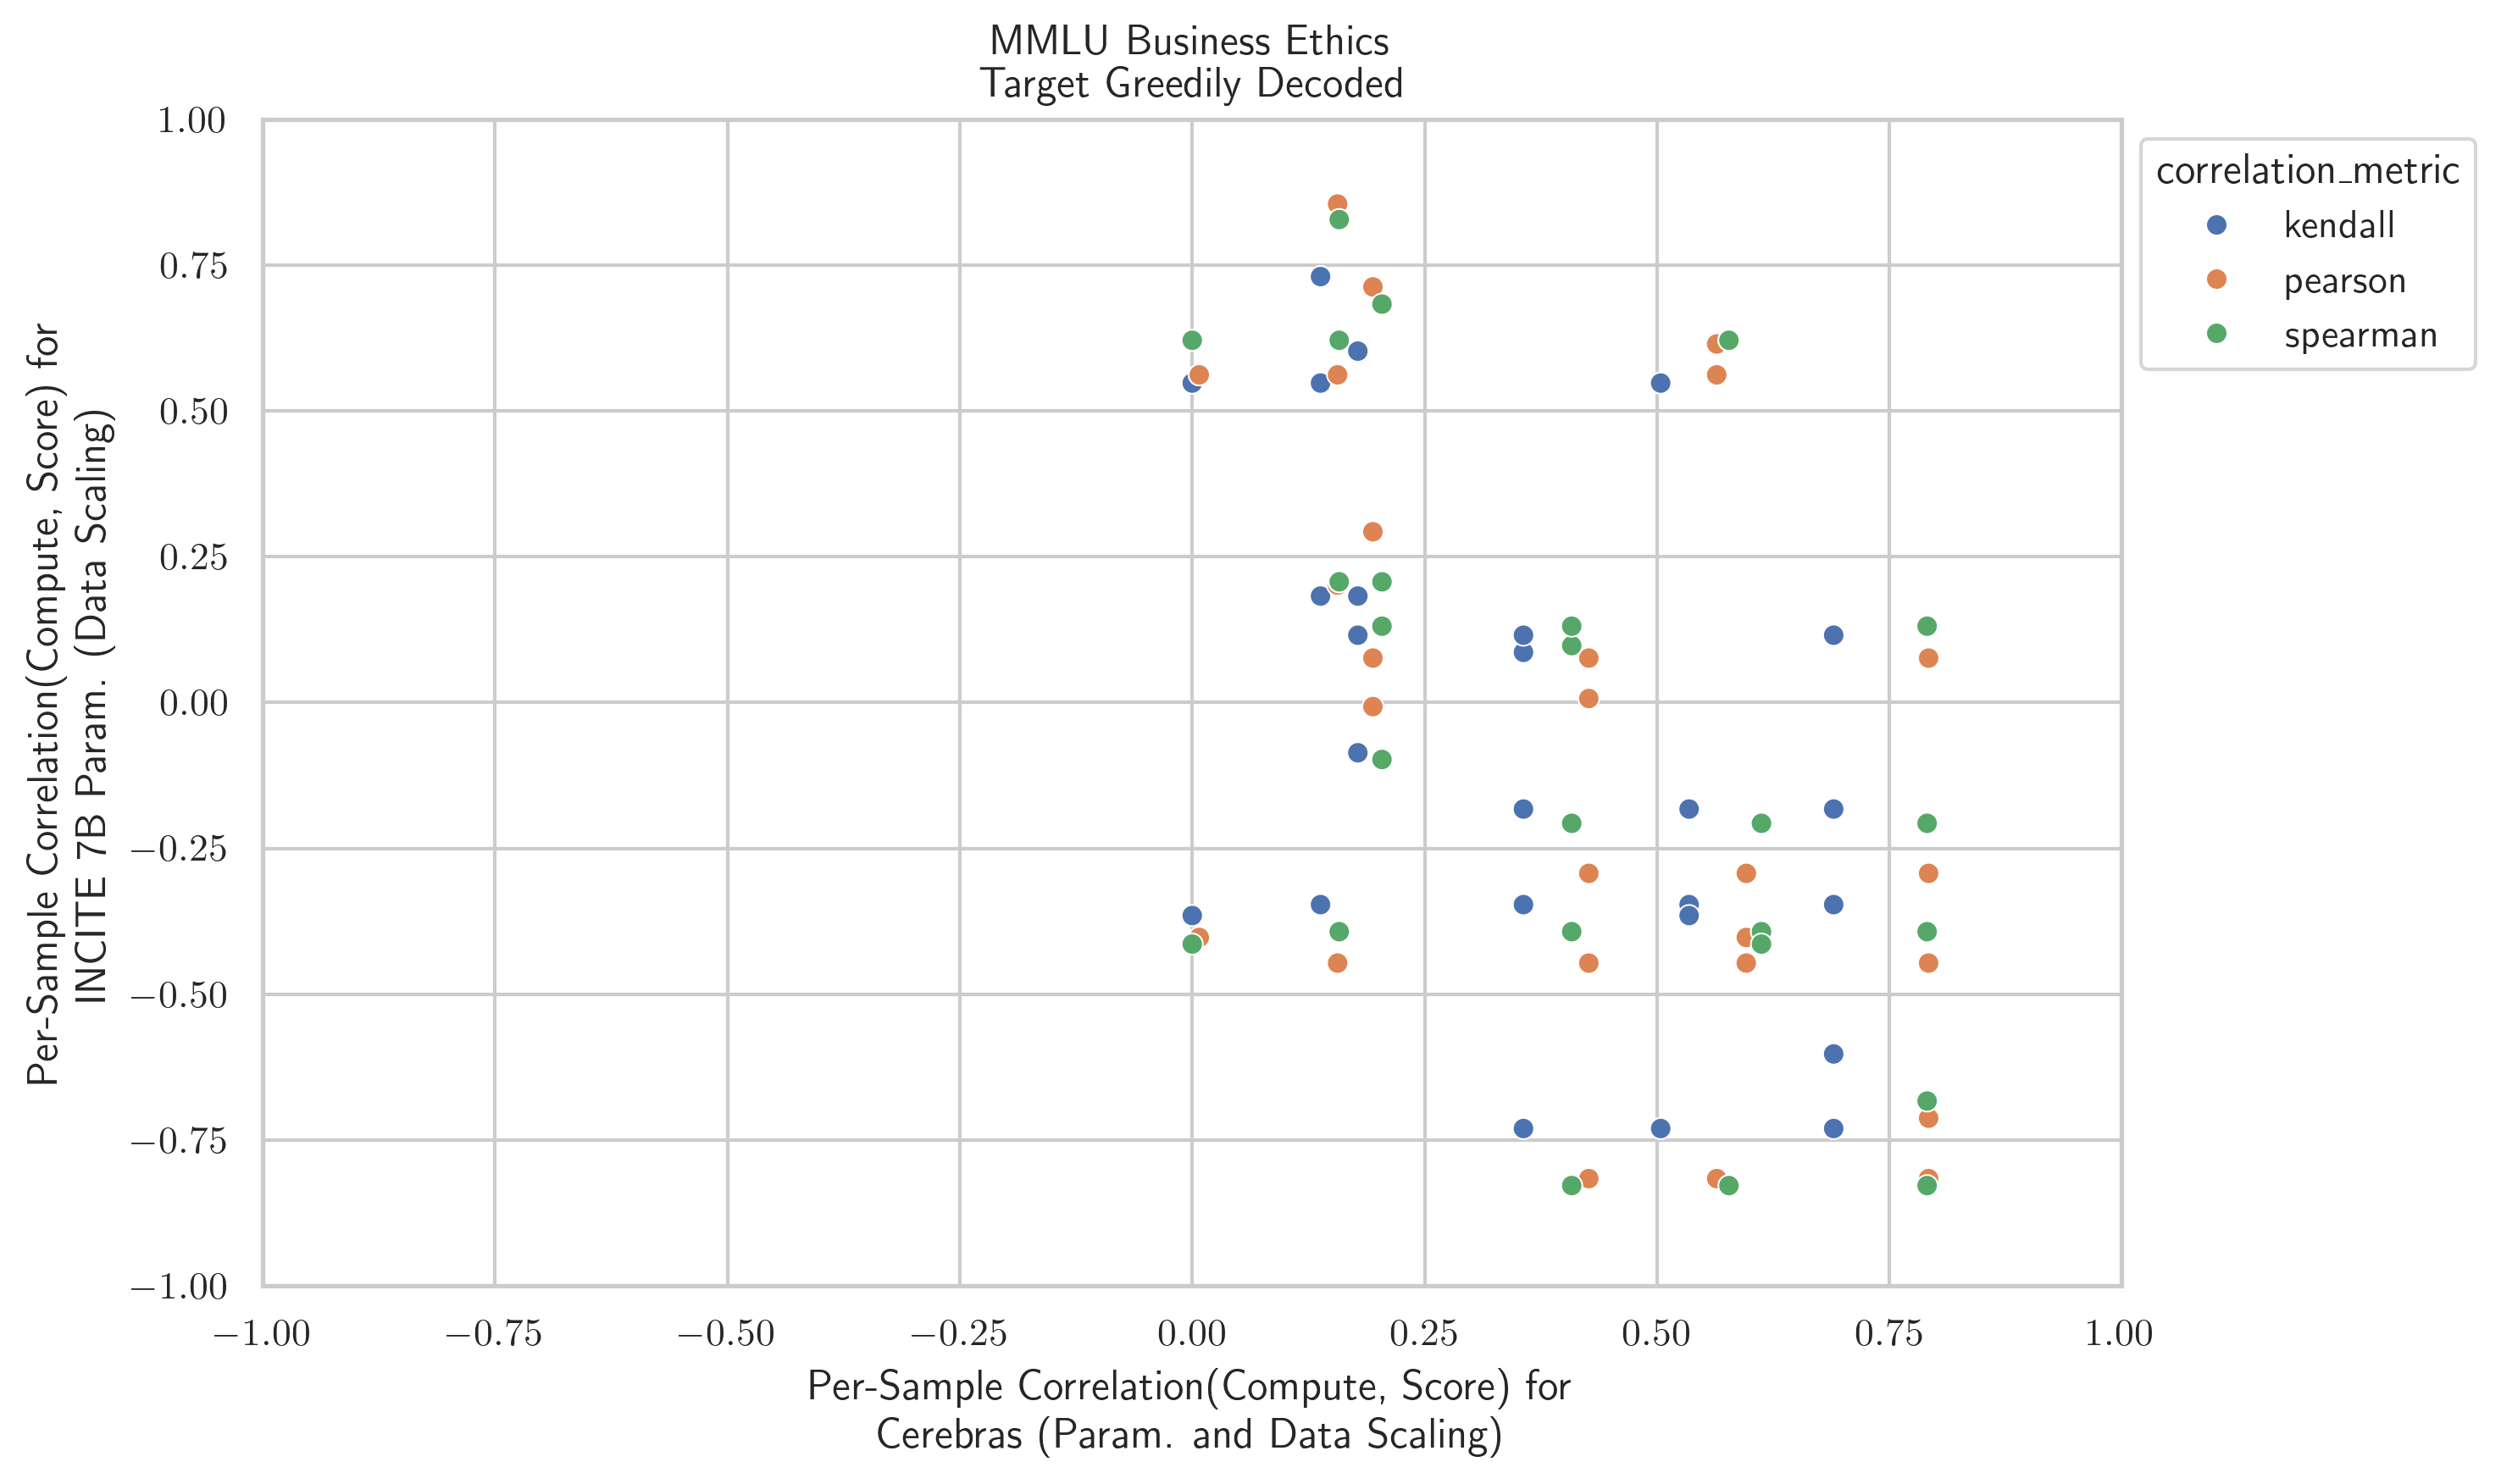 MMLU Business Ethics
Target Greedily Decoded
Per-Sample Correlation(Compute, Score) for
INCITE 7B Param. (Data Scaling)
1.00
0.75
0.50
0.25
0.00
−0.25
−0.50
−0.75
−1.00
−1.00 −0.75 −0.50 −0.25 0.00 0.25 0.50 0.75 1.00
Per-Sample Correlation(Compute, Score) for
Cerebras (Param. and Data Scaling)
correlation_metric
kendall
pearson
spearman